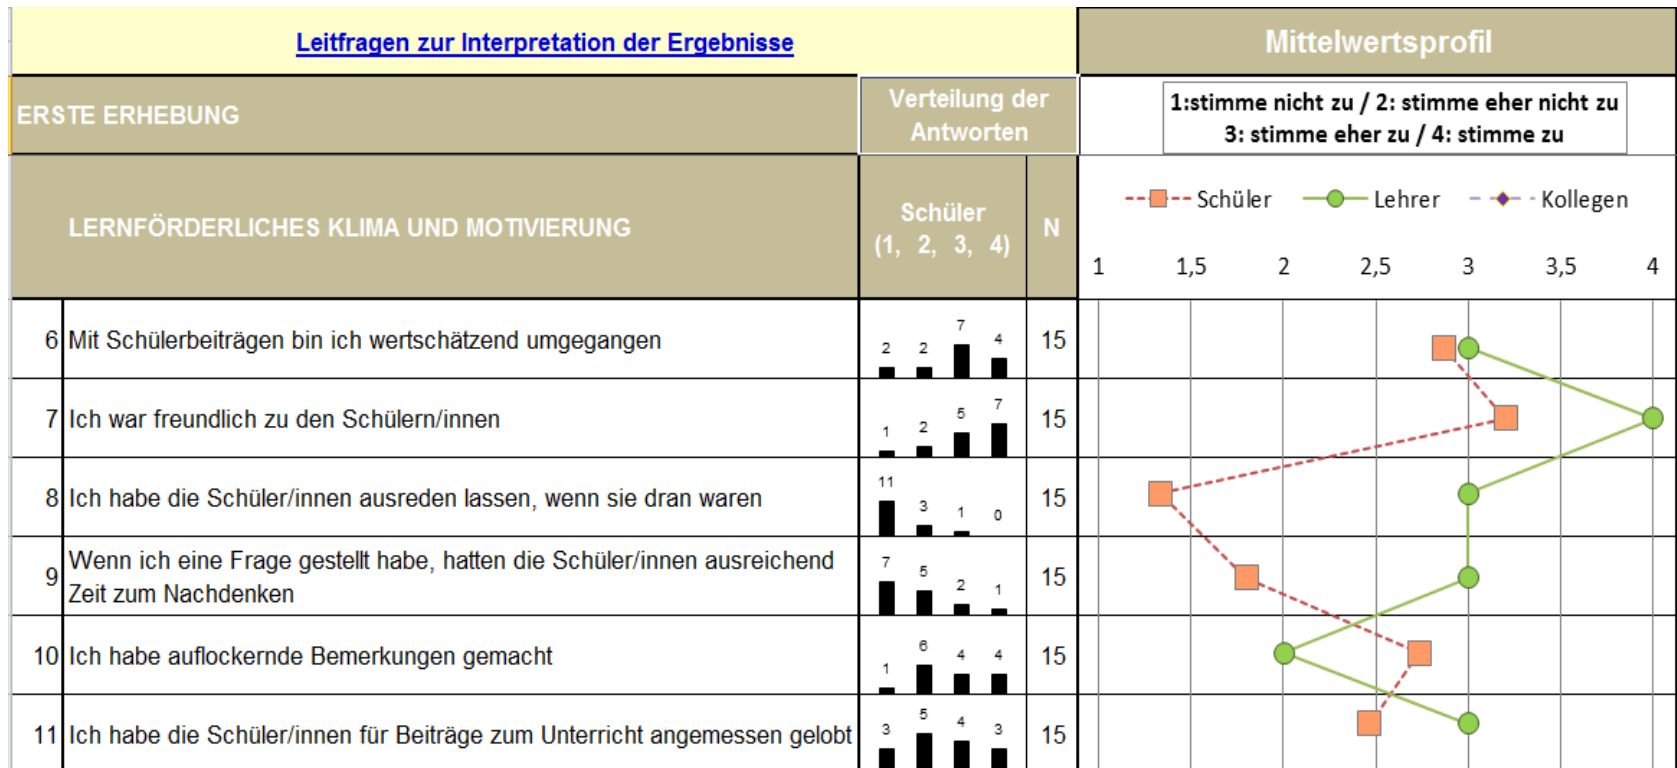 Leitfragen zur Interpretation der Ergebnisse
Mittelwertsprofil
ERSTE ERHEBUNG
Verteilung der
Antworten
1:stimme nicht zu / 2: stimme eher nicht zu
3: stimme eher zu / 4: stimme zu
LERNFÖRDERLICHES KLIMA UND MOTIVIERUNG
Schüler
(1, 2, 3, 4)
N
Schüler Lehrer Kollegen
1 1,5 2 2,5 3 3,5 4
6 Mit Schülerbeiträgen bin ich wertschätzend umgegangen
2 2 7 4
15
7 Ich war freundlich zu den Schülern/innen
1 2 5 7
15
8 Ich habe die Schüler/innen ausreden lassen, wenn sie dran waren
11 3 1 0
15
9 Wenn ich eine Frage gestellt habe, hatten die Schüler/innen ausreichend
Zeit zum Nachdenken
7 5 2 1
15
10 Ich habe auflockernde Bemerkungen gemacht
1 6 4 4
15
11 Ich habe die Schüler/innen für Beiträge zum Unterricht angemessen gelobt
3 5 4 3
15